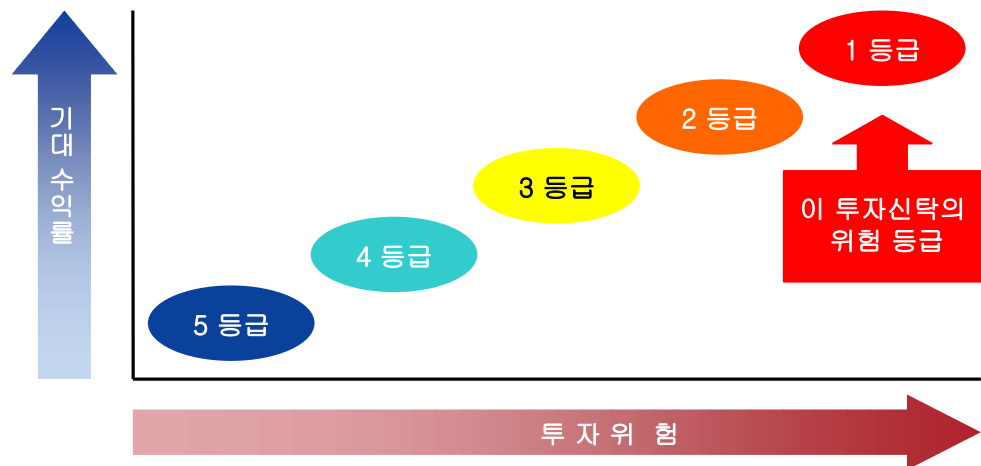 기대 수익률
1 등급
2 등급
3 등급
4 등급
5 등급
이 투자신탁의
위험 등급
투 자 위 험